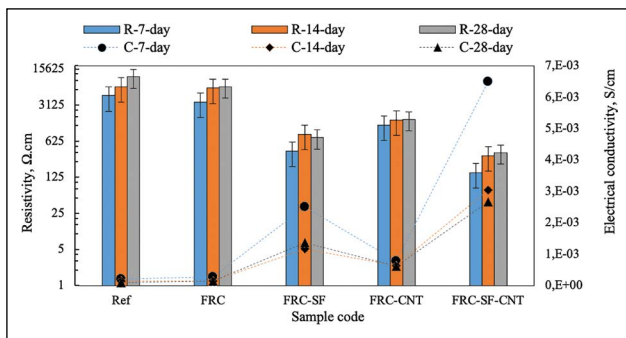 R-7-day R-14-day R-28-day
C-7-day C-14-day C-28-day
15625 7,E-03
6,E-03
3125
5,E-03
625
4,E-03
125
3,E-03
25
2,E-03
5
1,E-03
1 0,E+00
Resistivity, Ω.cm
Electrical conductivity, S/cm
Ref FRC FRC-SF FRC-CNT FRC-SF-CNT
Sample code